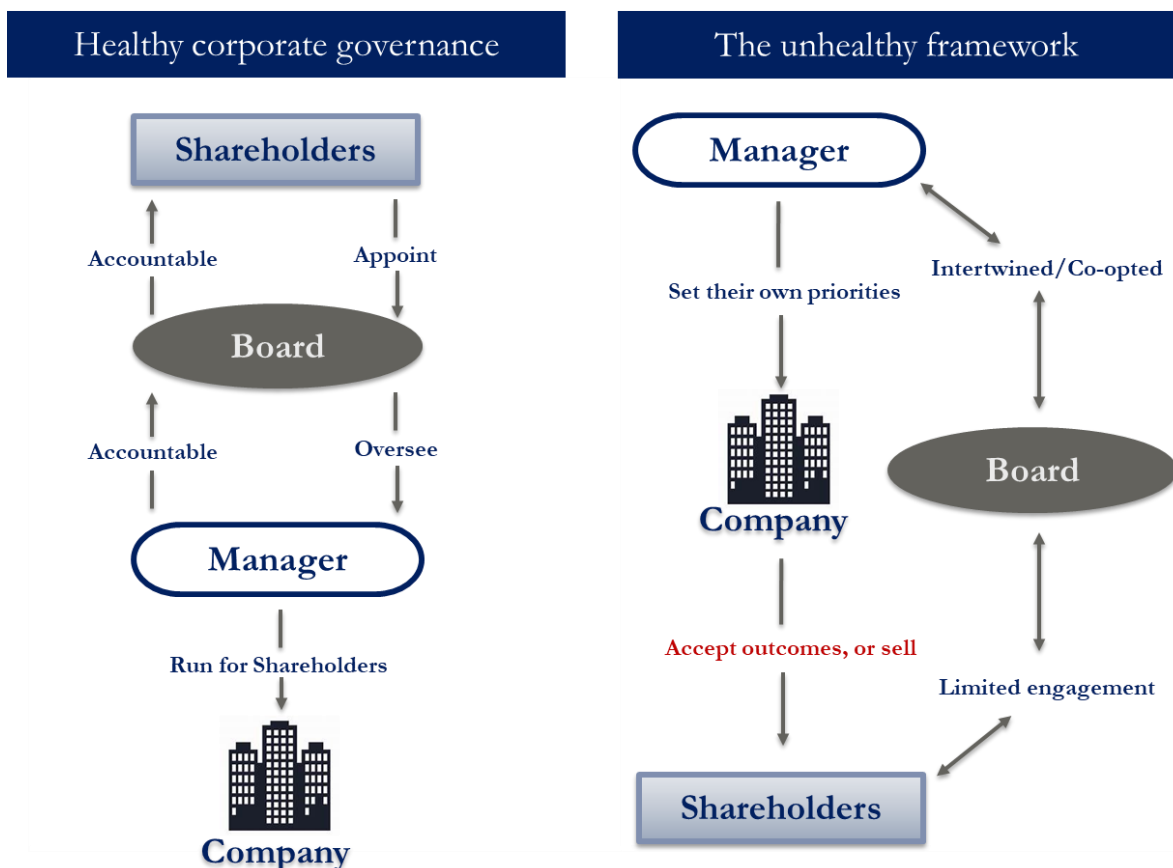 Healthy corporate governance
Shareholders
Accountable
Appoint
Board
Accountable
Oversee
Manager
Run for Shareholders
Company
The unhealthy framework
Manager
Intertwined/Co-opted
Set their own priorities
Board
Company
Accept outcomes, or sell
Limited engagement
Shareholders